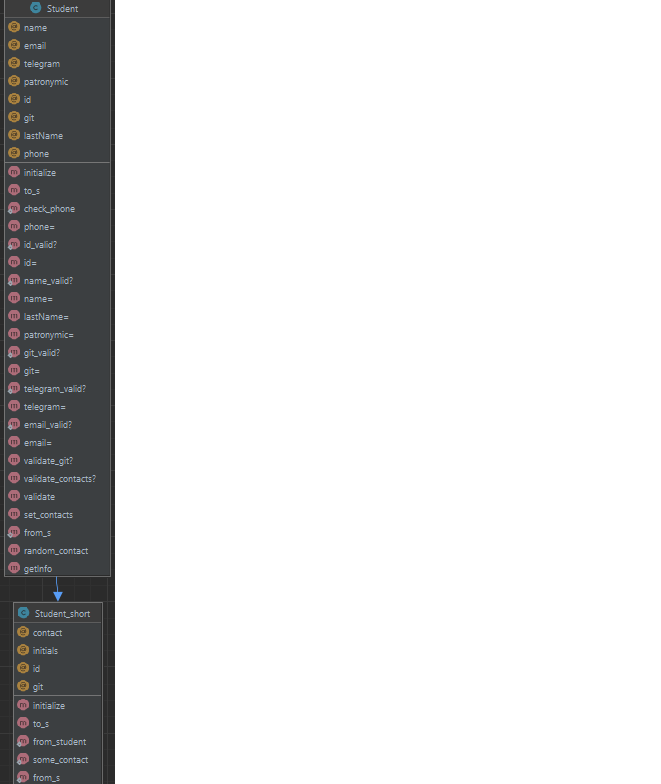 Student
name
email
telegram
patronymic
id
git
lastName
phone
initialize
to_s
check_phone
phone=
id_valid?
id=
name_valid?
name=
lastName=
patronymic=
git_valid?
git=
telegram_valid?
telegram=
email_valid?
email=
validate_git?
validate_contacts?
validate
set_contacts
from_s
random_contact
getInfo
Student_short
contact
initials
id
git
initialize
to_s
from_student
some_contact
from_s